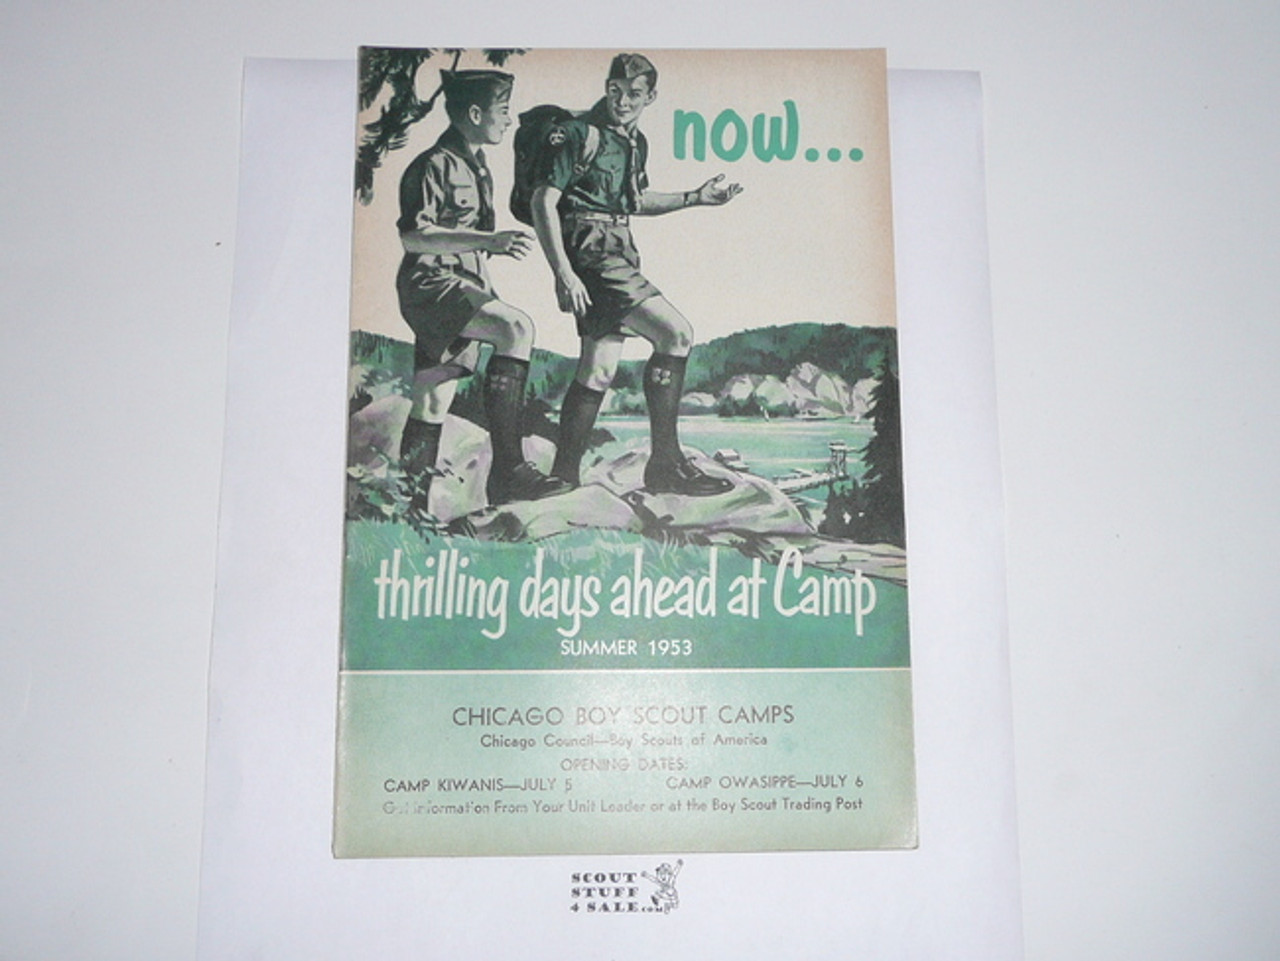 now...
thrilling days ahead at Camp
SUMMER 1953
CHICAGO BOY SCOUT CAMPS
Chicago Council—Boy Scouts of America
OPENING DATES:
CAMP KIWANIS—JULY 5 CAMP OWASIPPE—JULY 6
Get Information From Your Unit Leader or at the Boy Scout Trading Post
SCOUT
STUFF
4 SALE.com